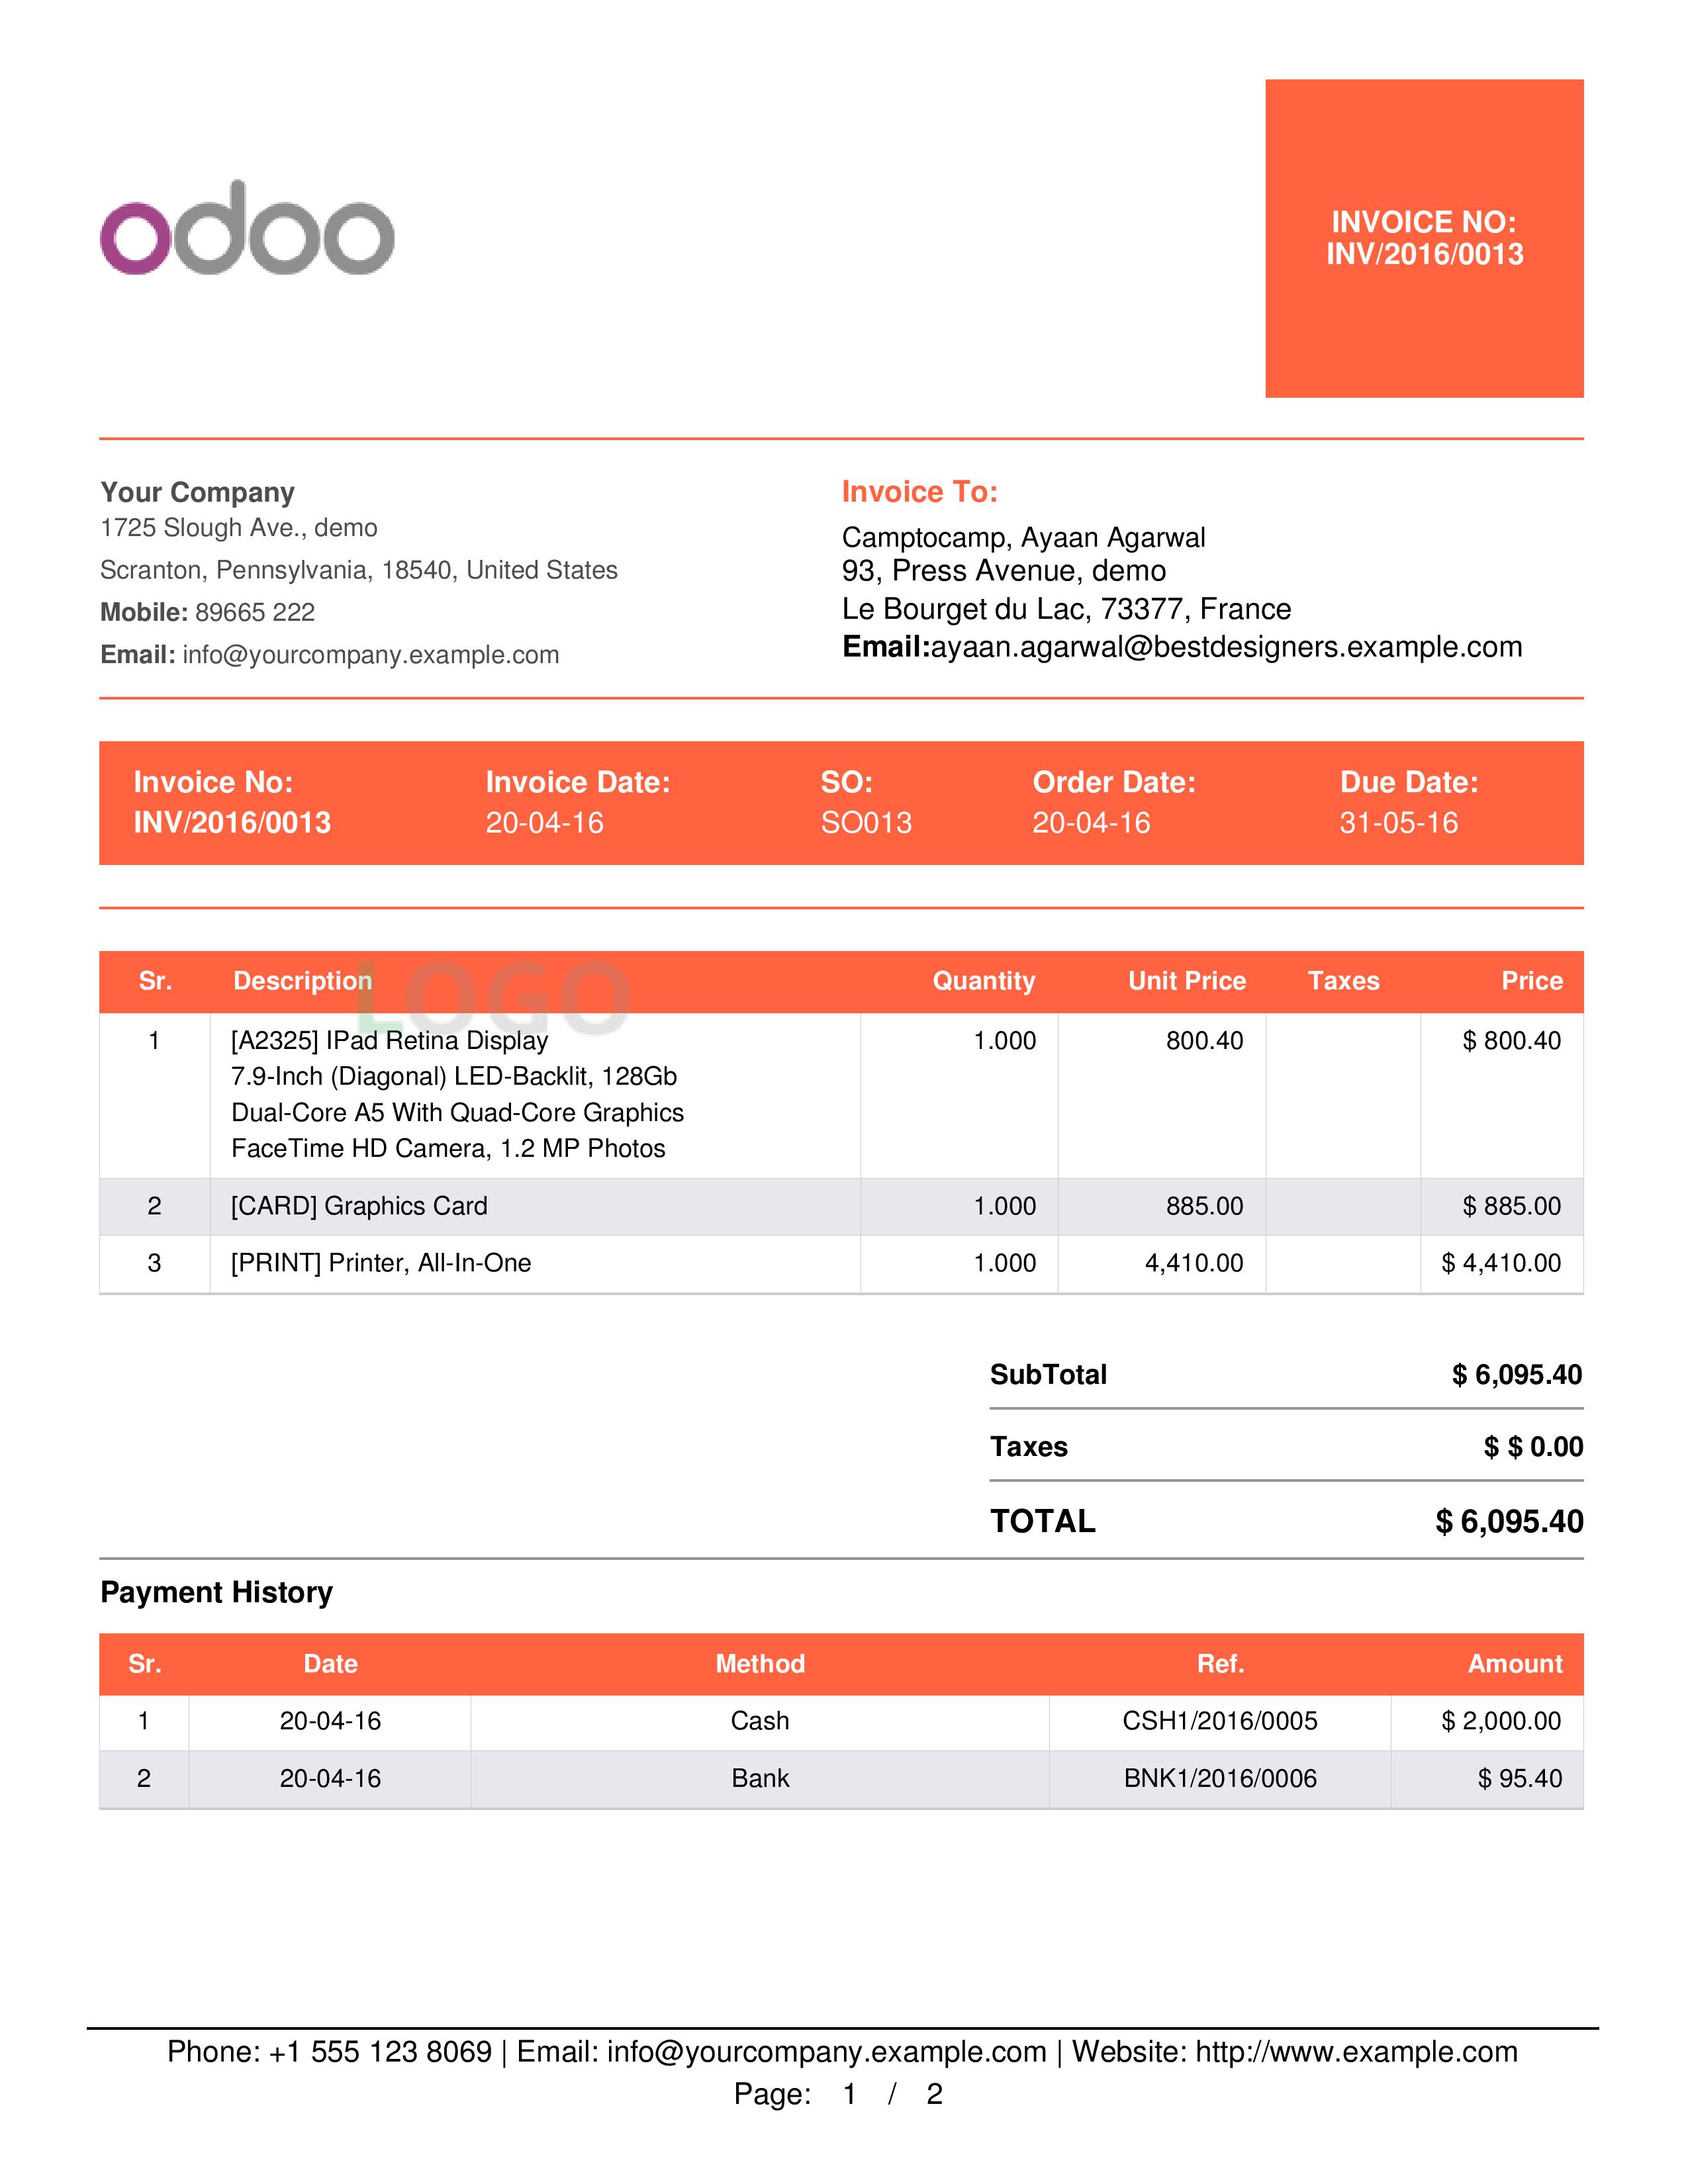 odoo
INVOICE NO:
INV/2016/0013
Your Company
1725 Slough Ave., demo
Scranton, Pennsylvania, 18540, United States
Mobile: 89665 222
Email: info@yourcompany.example.com
Invoice To:
Camptocamp, Ayaan Agarwal
93, Press Avenue, demo
Le Bourget du Lac, 73377, France
Email:ayaan.agarwal@bestdesigners.example.com
Invoice No: Invoice Date: SO: Order Date: Due Date:
INV/2016/0013 20-04-16 SO013 20-04-16 31-05-16
LOGO
Sr. Description Quantity Unit Price Taxes Price
1 [A2325] IPad Retina Display 1.000 800.40 $ 800.40
7.9-Inch (Diagonal) LED-Backlit, 128Gb
Dual-Core A5 With Quad-Core Graphics
FaceTime HD Camera, 1.2 MP Photos
2 [CARD] Graphics Card 1.000 885.00 $ 885.00
3 [PRINT] Printer, All-In-One 1.000 4,410.00 $ 4,410.00
SubTotal $ 6,095.40
Taxes $ $ 0.00
TOTAL $ 6,095.40
Payment History
Sr. Date Method Ref. Amount
1 20-04-16 Cash CSH1/2016/0005 $ 2,000.00
2 20-04-16 Bank BNK1/2016/0006 $ 95.40
Phone: +1 555 123 8069 | Email: info@yourcompany.example.com | Website: http://www.example.com
Page: 1 / 2